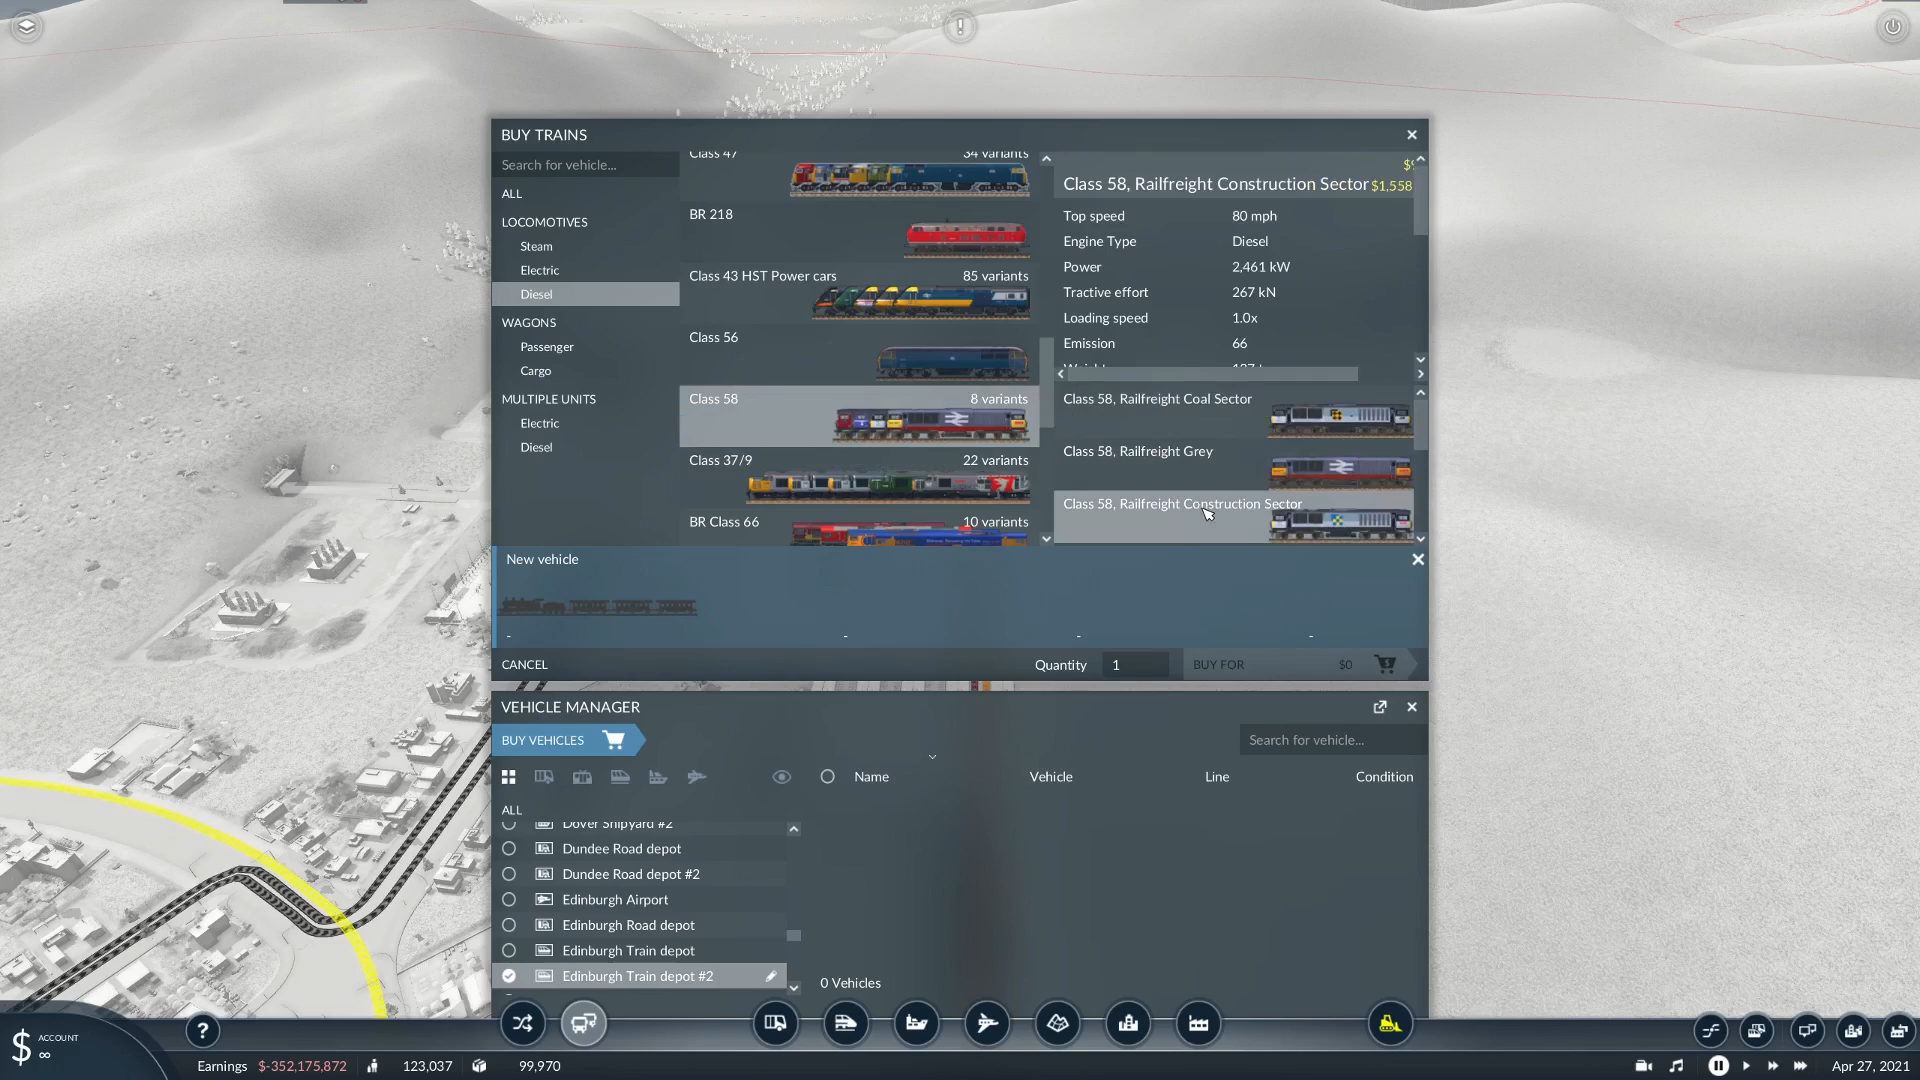 BUY TRAINS
Search for vehicle...
ALL
LOCOMOTIVES
Steam
Electric
Diesel
WAGONS
Passenger
Cargo
MULTIPLE UNITS
Electric
Diesel
Class 47 34 variants
BR 218
Class 43 HST Power cars 85 variants
Class 56
Class 58 8 variants
Class 37/9 22 variants
BR Class 66 10 variants
Class 58, Railfreight Construction Sector $1,558
Top speed 80 mph
Engine Type Diesel
Power 2,461 kW
Tractive effort 267 kN
Loading speed 1.0x
Emission 66
Class 58, Railfreight Coal Sector
Class 58, Railfreight Grey
Class 58, Railfreight Construction Sector
New vehicle
- - - -
CANCEL
Quantity 1
BUY FOR $0
VEHICLE MANAGER
BUY VEHICLES
Search for vehicle...
Name Vehicle Line Condition
ALL
Dover Shipyard #2
Dundee Road depot
Dundee Road depot #2
Edinburgh Airport
Edinburgh Road depot
Edinburgh Train depot
Edinburgh Train depot #2
0 Vehicles
$ ACCOUNT
∞
?
Earnings $-352,175,872 123,037 99,970
Apr 27, 2021